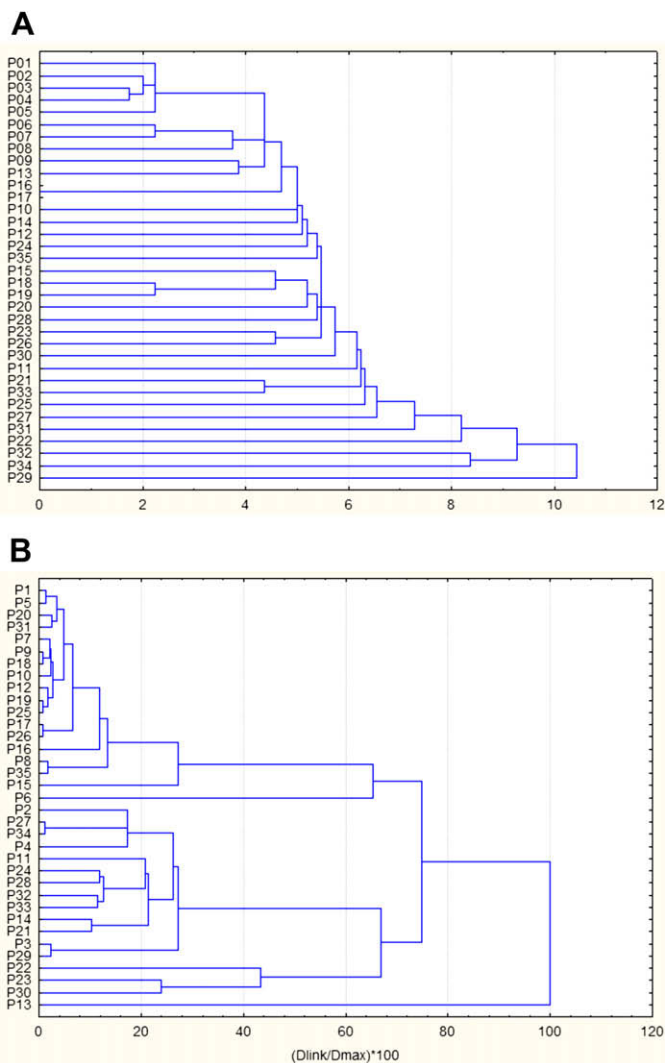 A
P01
P02
P03
P04
P05
P06
P07
P08
P09
P13
P16
P17
P10
P14
P12
P24
P35
P15
P18
P19
P20
P28
P23
P26
P30
P11
P21
P33
P25
P27
P31
P22
P32
P34
P29
0 2 4 6 8 10 12
B
P1
P5
P20
P31
P7
P9
P18
P10
P12
P19
P25
P17
P26
P16
P8
P35
P15
P6
P2
P27
P34
P4
P11
P24
P28
P32
P33
P14
P21
P3
P29
P22
P23
P30
P13
0 20 40 60 80 100 120
(Dlink/Dmax)*100